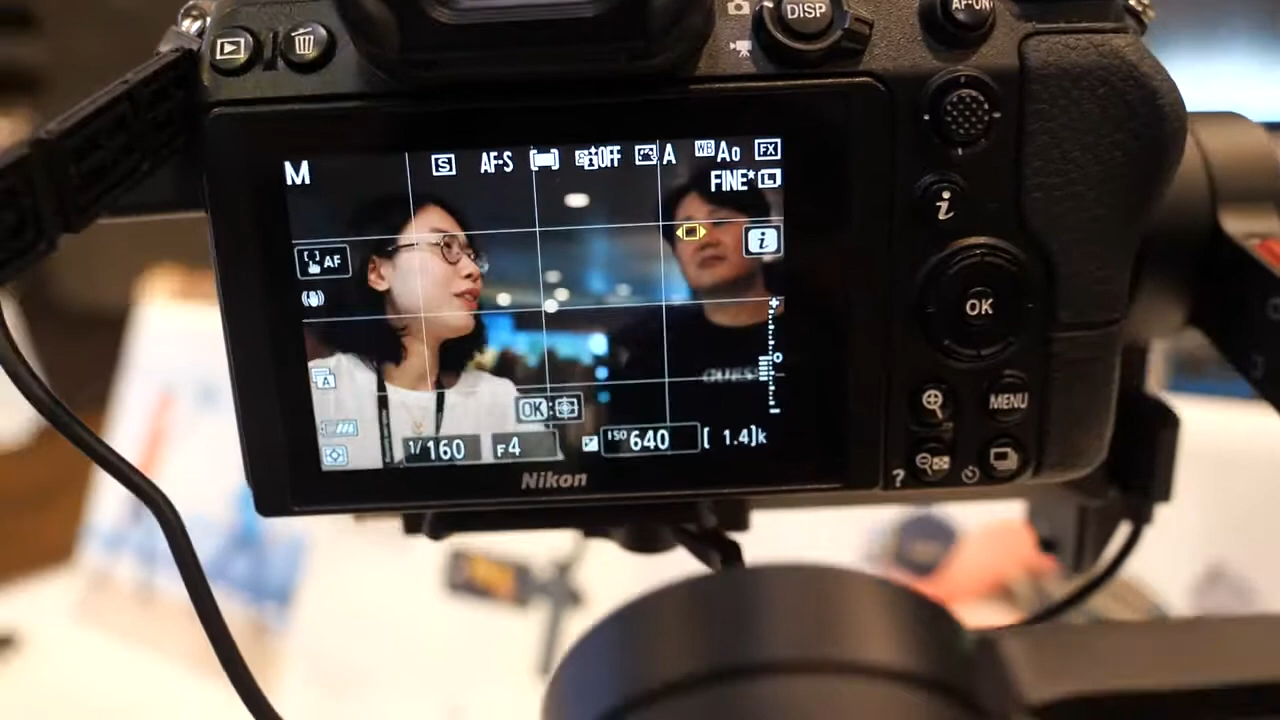 DISP
AF-ON
M
S
AF-S
OFF
A
WB A0
FX
FINE★ L
AF
i
i
OK
A
OK:
1/160
F4
ISO 640
[ 1.4]k
MENU
Nikon
?